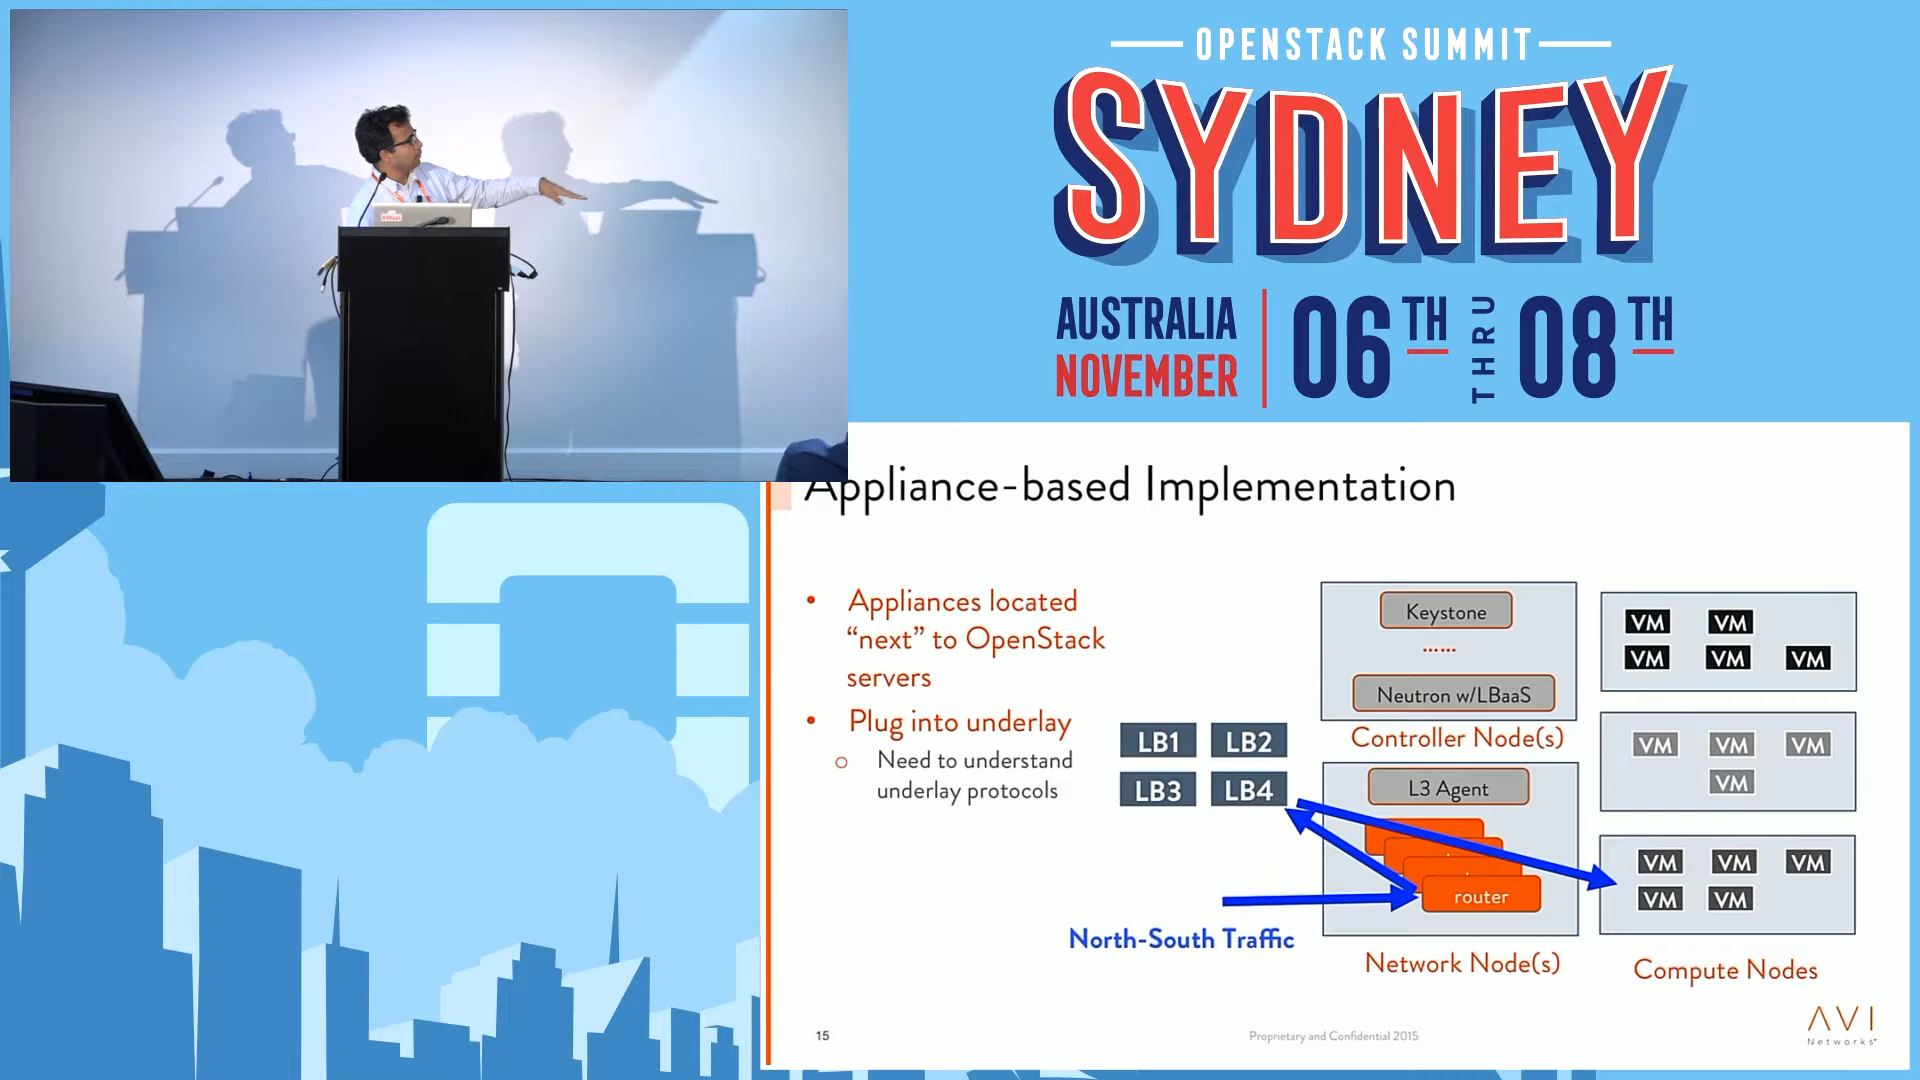 OPENSTACK SUMMIT
SYDNEY
AUSTRALIA
NOVEMBER
06TH THRU 08TH
Appliance-based Implementation
• Appliances located
“next” to OpenStack
servers
• Plug into underlay
o Need to understand
underlay protocols
LB1 LB2
LB3 LB4
North-South Traffic
Keystone
......
Neutron w/LBaaS
Controller Node(s)
L3 Agent
router
Network Node(s)
VM VM
VM VM VM
VM VM VM
VM
VM VM VM
VM VM
Compute Nodes
15
Proprietary and Confidential 2015
AVI
Networks